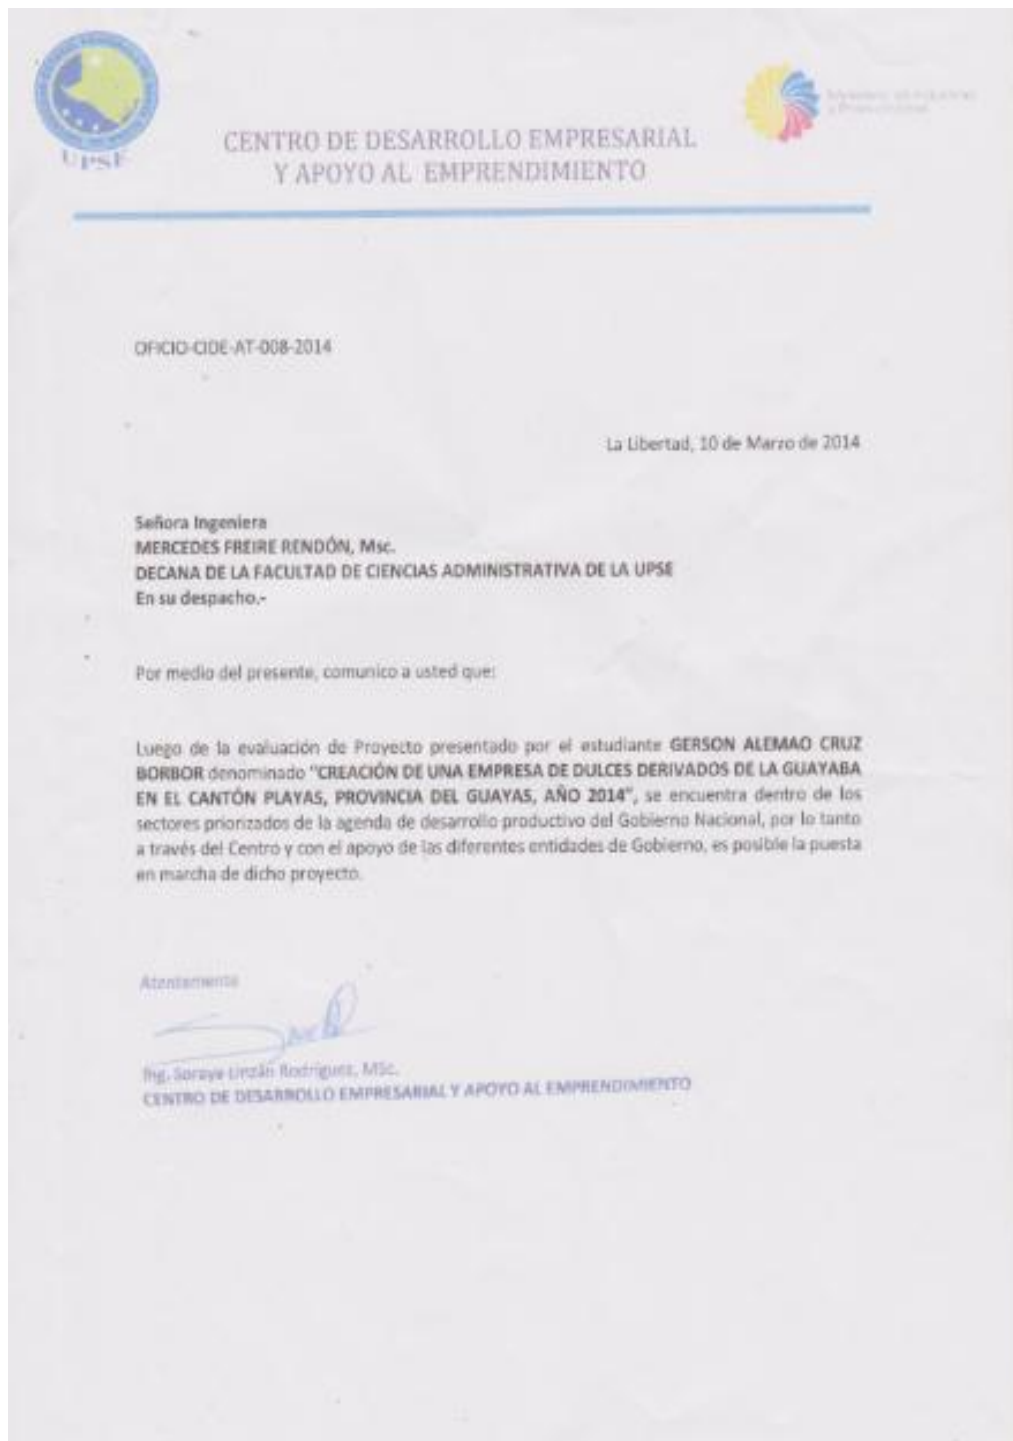 UPSE
CENTRO DE DESARROLLO EMPRESARIAL
Y APOYO AL EMPRENDIMIENTO
OFICIO-CIDE-AT-008-2014
La Libertad, 10 de Marzo de 2014
Señora Ingeniera
MERCEDES FREIRE RENDÓN, Msc.
DECANA DE LA FACULTAD DE CIENCIAS ADMINISTRATIVA DE LA UPSE
En su despacho.-
Por medio del presente, comunico a usted que:
Luego de la evaluación de Proyecto presentado por el estudiante GERSON ALEMAO CRUZ
BORBOR denominado "CREACIÓN DE UNA EMPRESA DE DULCES DERIVADOS DE LA GUAYABA
EN EL CANTÓN PLAYAS, PROVINCIA DEL GUAYAS, AÑO 2014", se encuentra dentro de los
sectores priorizados de la agenda de desarrollo productivo del Gobierno Nacional, por lo tanto
a través del Centro y con el apoyo de las diferentes entidades de Gobierno, es posible la puesta
en marcha de dicho proyecto.
Atentamente
Ing. Soraya Linzán Rodríguez, MSc.
CENTRO DE DESARROLLO EMPRESARIAL Y APOYO AL EMPRENDIMIENTO